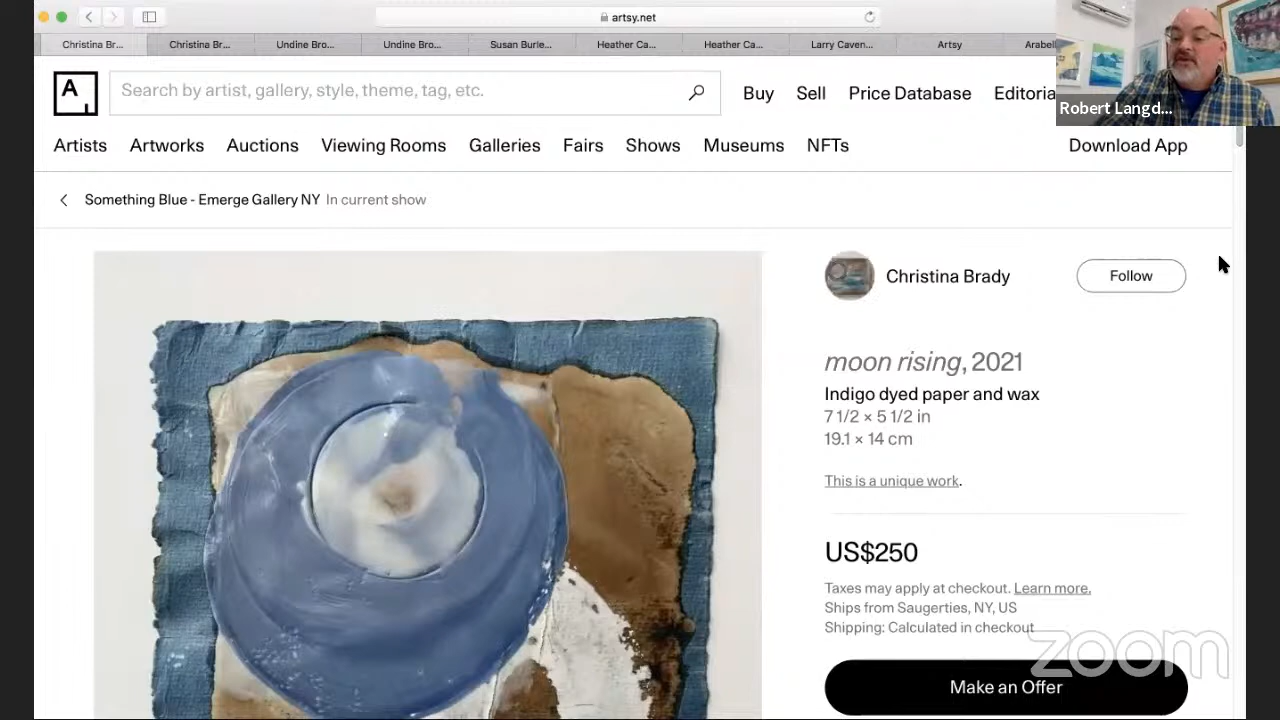 artsy.net
Christina Br...
Christina Br...
Undine Bro...
Undine Bro...
Susan Burle...
Heather Ca...
Heather Ca...
Larry Caven...
Artsy
Arabell
A
Search by artist, gallery, style, theme, tag, etc.
Buy
Sell
Price Database
Editoria
Robert Langd...
Artists
Artworks
Auctions
Viewing Rooms
Galleries
Fairs
Shows
Museums
NFTs
Download App
Something Blue - Emerge Gallery NY In current show
Christina Brady
Follow
moon rising, 2021
Indigo dyed paper and wax
7 1/2 × 5 1/2 in
19.1 × 14 cm
This is a unique work.
US$250
Taxes may apply at checkout. Learn more.
Ships from Saugerties, NY, US
Shipping: Calculated in checkout
zoom
Make an Offer